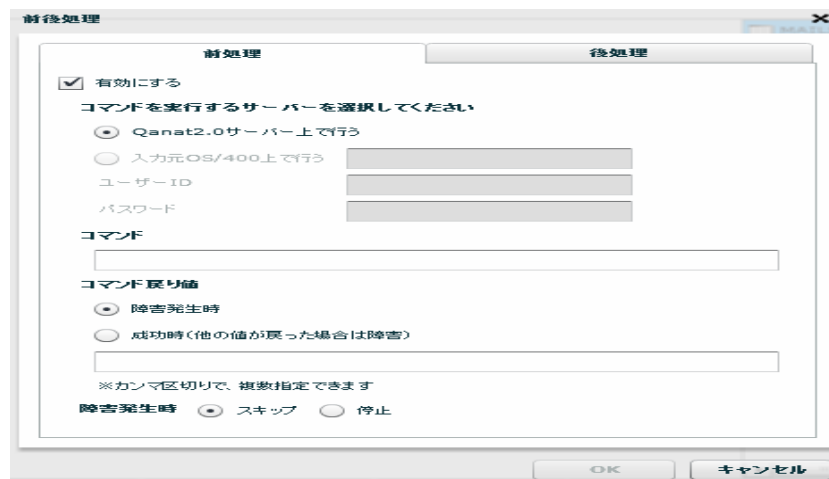 前後処理
MAIL
前処理 後処理
有効にする
コマンドを実行するサーバーを選択してください
Qanat2.0サーバー上で行う
入力元OS/400上で行う
ユーザーID
パスワード
コマンド
コマンド戻り値
障害発生時
成功時(他の値が戻った場合は障害)
※カンマ区切りで、複数指定できます
障害発生時 スキップ 停止
OK キャンセル